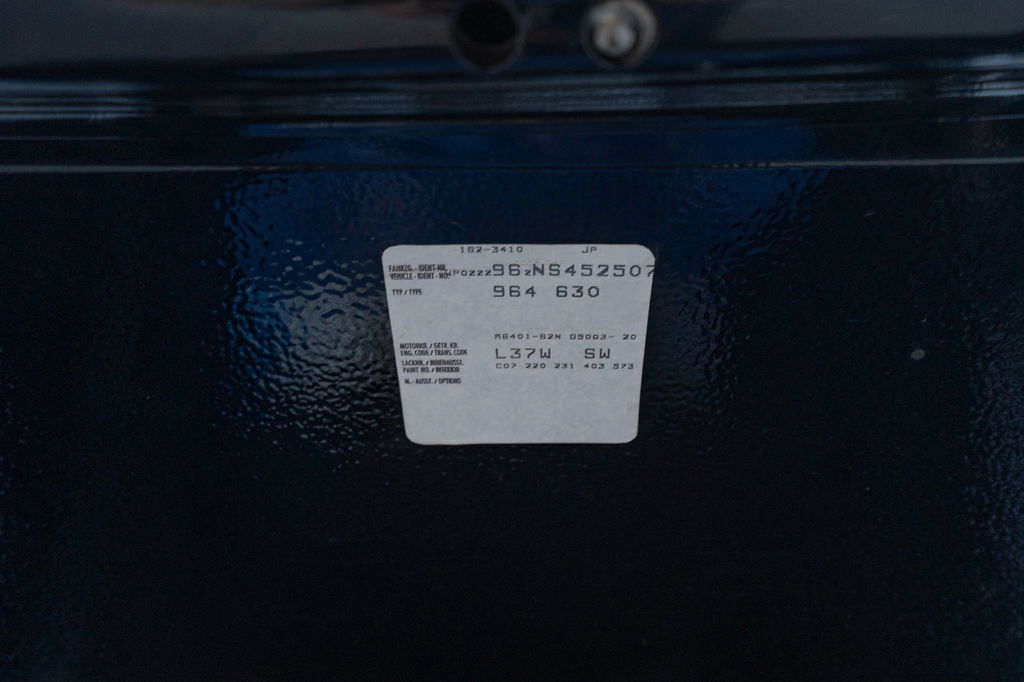 182-3410 JP
FAHRZG.-IDENT-NR.
VEHICLE-IDENT-NO. WP0ZZZ96ZNS452507
TYP/TYPE 964 630
M6401-62N G5003- 20
MOTORKB. / GETR. KB.
ENG. CODE / TRANS. CODE L37W SW
LACKNR. / INNENAUSST.
PAINT NO. / INTERIOR C07 220 231 403 573
M.-AUSST. / OPTIONS